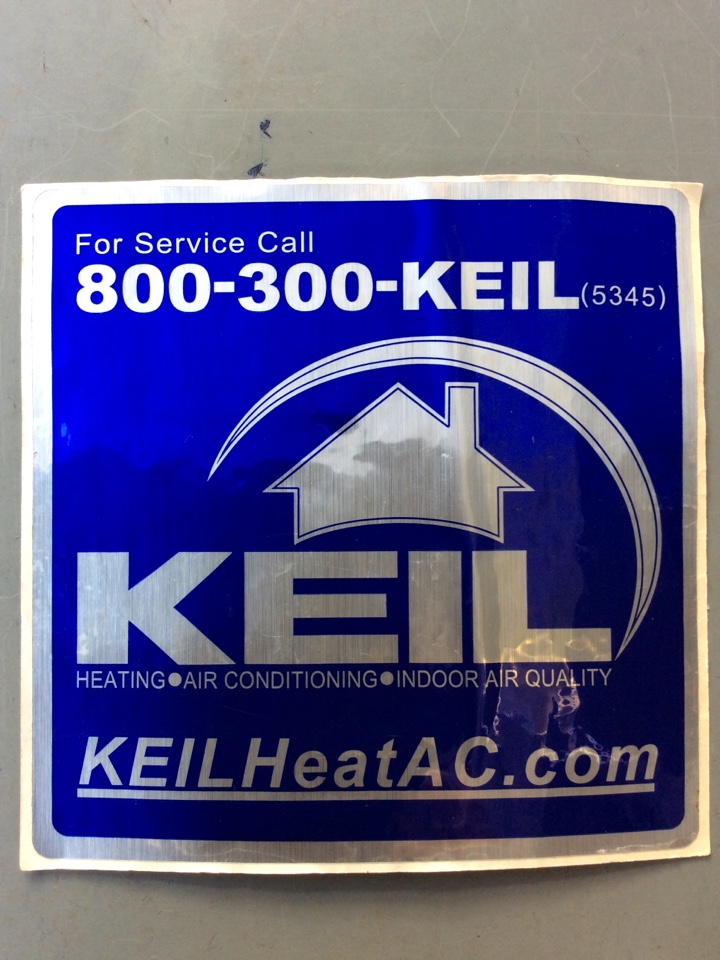 For Service Call
800-300-KEIL(5345)
KEIL
HEATING●AIR CONDITIONING●INDOOR AIR QUALITY
KEILHeatAC.com